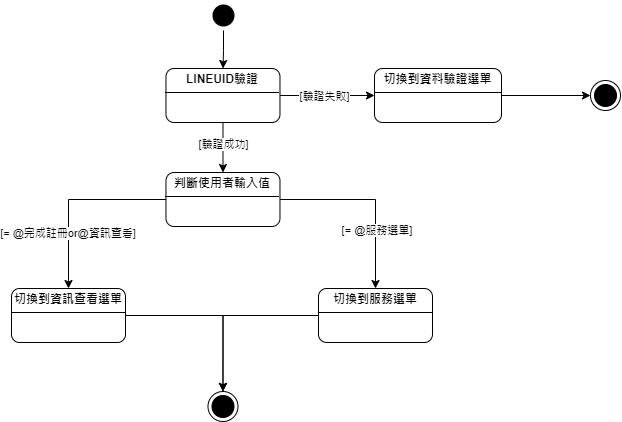 LINEUID驗證
切換到資料驗證選單
[驗證失敗]
[驗證成功]
判斷使用者輸入值
[= @完成註冊or@資訊查看]
[= @服務選單]
切換到資訊查看選單
切換到服務選單